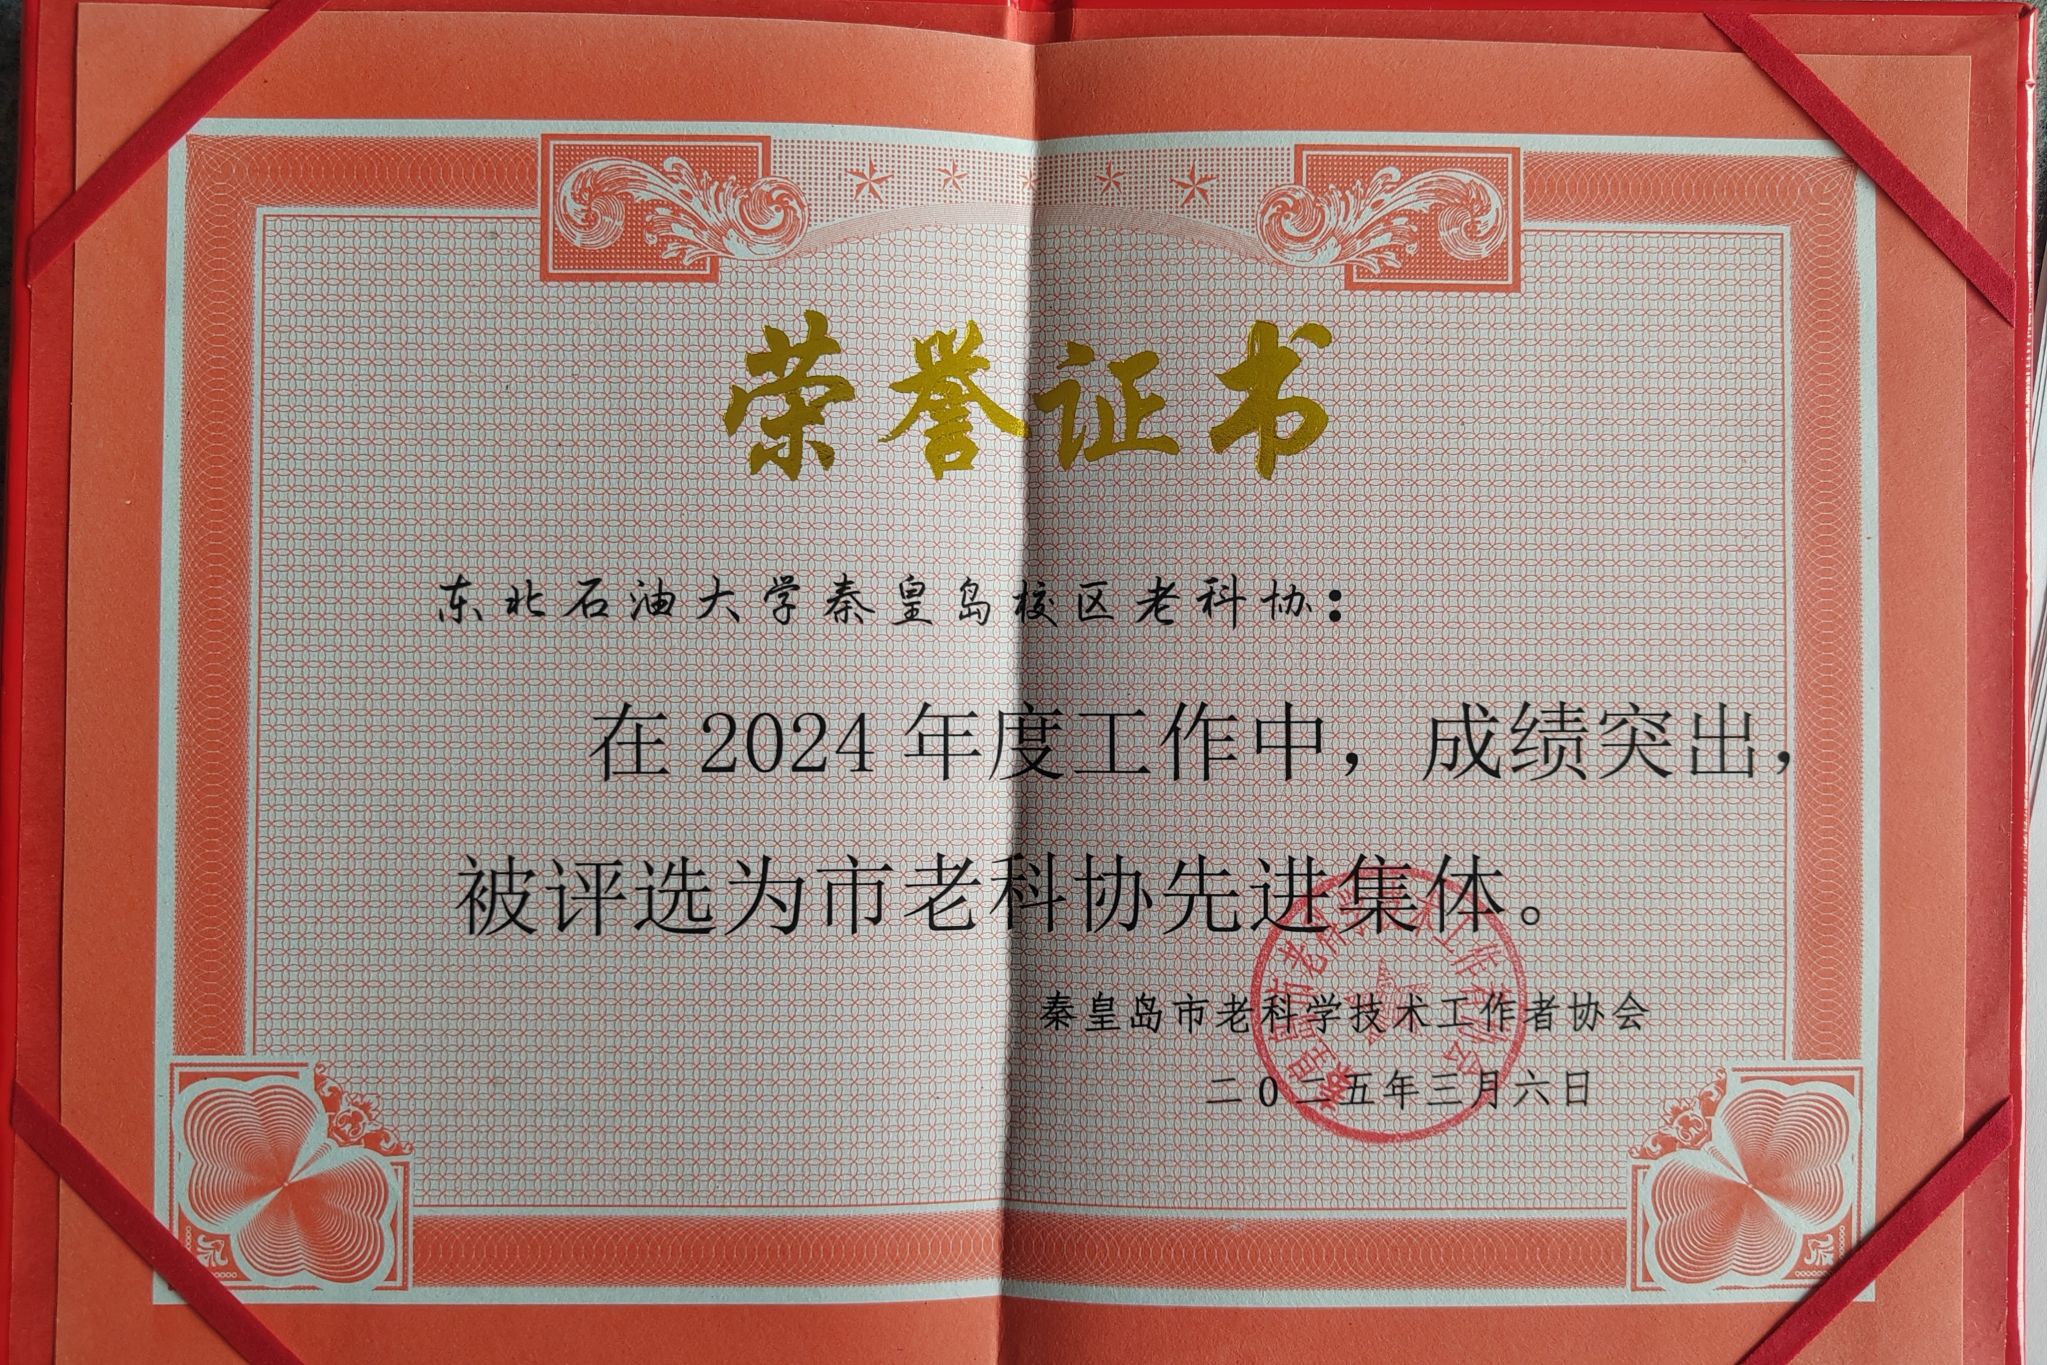 荣誉证书
东北石油大学秦皇岛校区老科协：
在2024年度工作中，成绩突出，
被评选为市老科协先进集体。
秦皇岛市老科学技术工作者协会
二0二五年三月六日